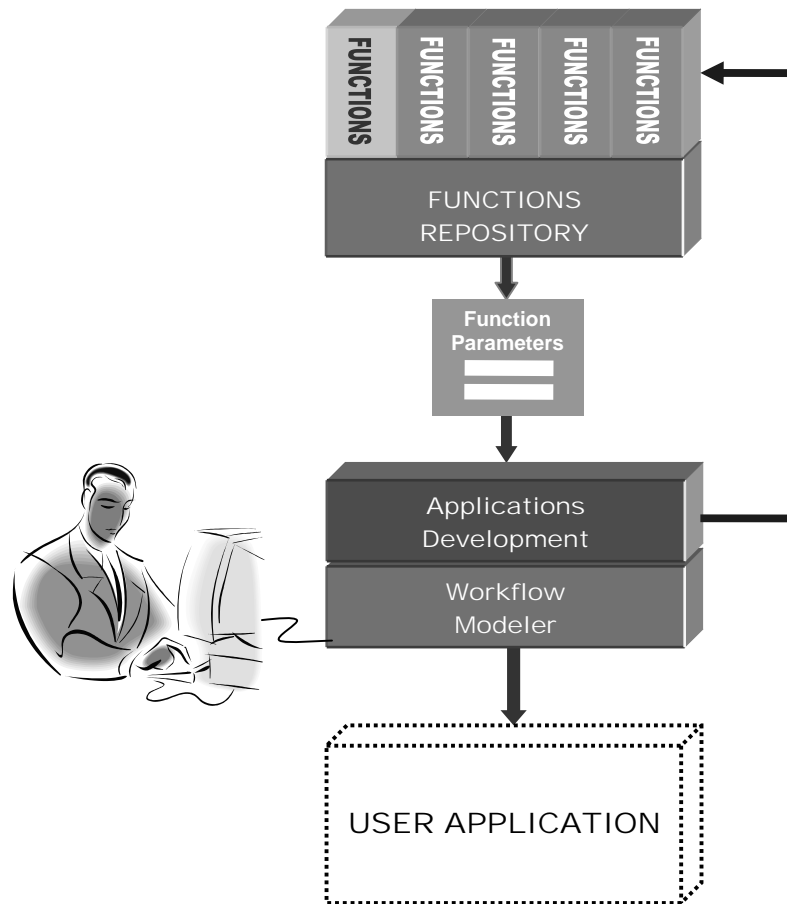 FUNCTIONS
FUNCTIONS
FUNCTIONS
FUNCTIONS
FUNCTIONS
FUNCTIONS
REPOSITORY
Function
Parameters
Applications
Development
Workflow
Modeler
USER APPLICATION